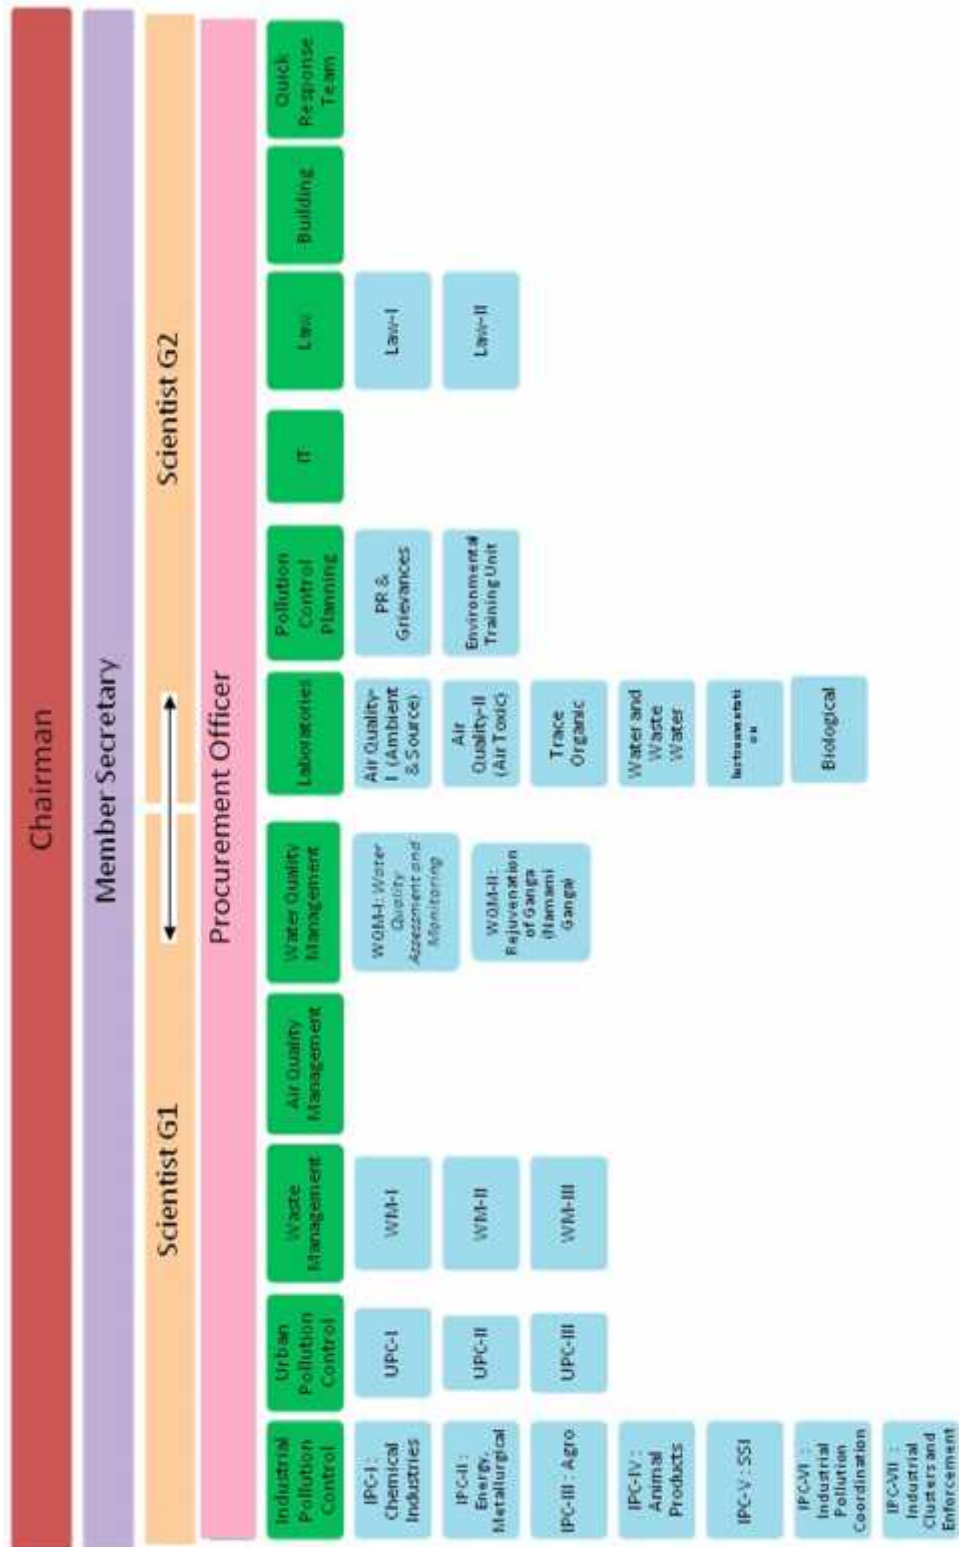 Chairman
Member Secretary
Scientist G1
Scientist G2
Procurement Officer
Industrial
Pollution
Control
IPC-I :
Chemical
Industries
IPC-II :
Energy,
Metallurgical
IPC-III : Agro
IPC-IV :
Animal
Products
IPC-V : SSI
IPC-VI :
Industrial
Pollution
Coordination
IPC-VII :
Industrial
Clusters and
Enforcement
Urban
Pollution
Control
UPC-I
UPC-II
UPC-III
Waste
Management
WM-I
WM-II
WM-III
Air Quality
Management
Water Quality
Management
WQM-I: Water
Quality
Assessment and
Monitoring
WQM-II :
Rejuvenation
of Ganga
(Namami
Ganga)
Laboratories
Air Quality-
I (Ambient
& Source)
Air
Quality-II
(Air Toxic)
Trace
Organic
Water and
Waste
Water
Instrumentati
on
Biological
Pollution
Control
Planning
PR &
Grievances
Environmental
Training Unit
IT
Law
Law-I
Law-II
Building
Quick
Response
Team